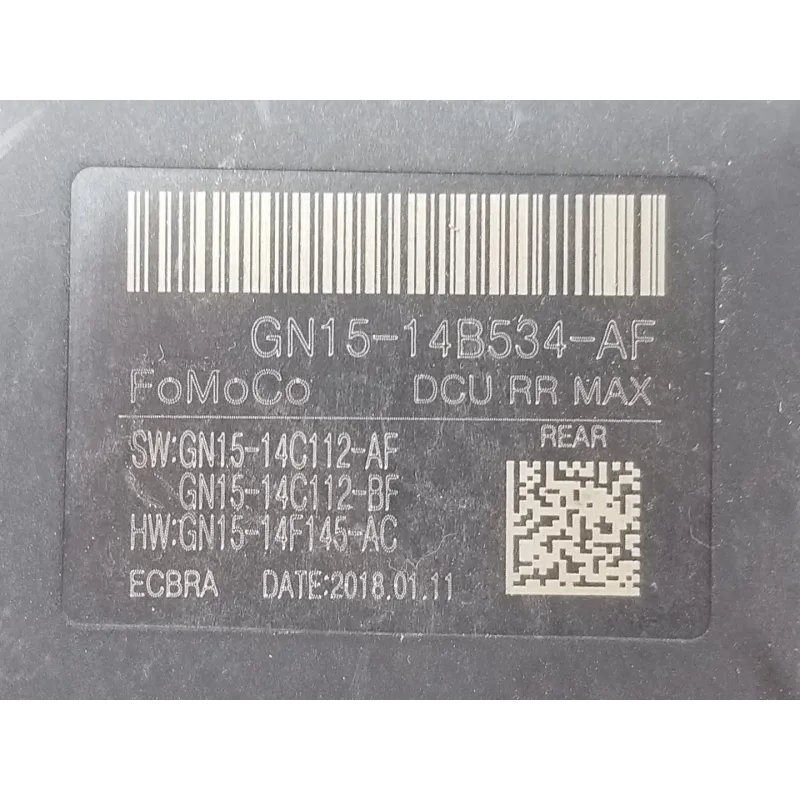 GN15-14B534-AF
FoMoCo DCU RR MAX
REAR
SW:GN15-14C112-AF
GN15-14C112-BF
HW:GN15-14F145-AC
ECBRA DATE:2018.01.11